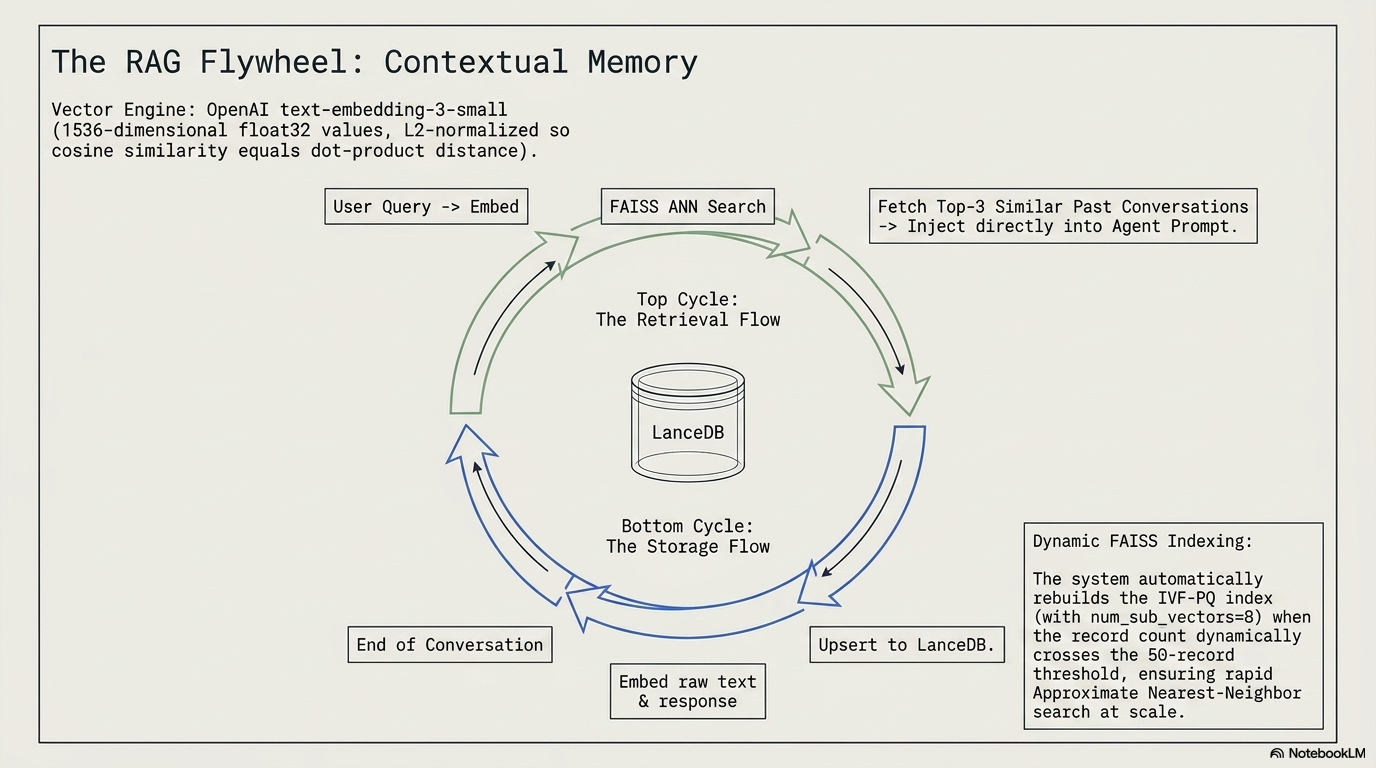 The RAG Flywheel: Contextual Memory
Vector Engine: OpenAI text-embedding-3-small
(1536-dimensional float32 values, L2-normalized so
cosine similarity equals dot-product distance).
User Query -> Embed
FAISS ANN Search
Fetch Top-3 Similar Past Conversations
-> Inject directly into Agent Prompt.
Top Cycle:
The Retrieval Flow
LanceDB
Bottom Cycle:
The Storage Flow
End of Conversation
Embed raw text
& response
Upsert to LanceDB.
Dynamic FAISS Indexing:
The system automatically
rebuilds the IVF-PQ index
(with num_sub_vectors=8) when
the record count dynamically
crosses the 50-record
threshold, ensuring rapid
Approximate Nearest-Neighbor
search at scale.
NotebookLM